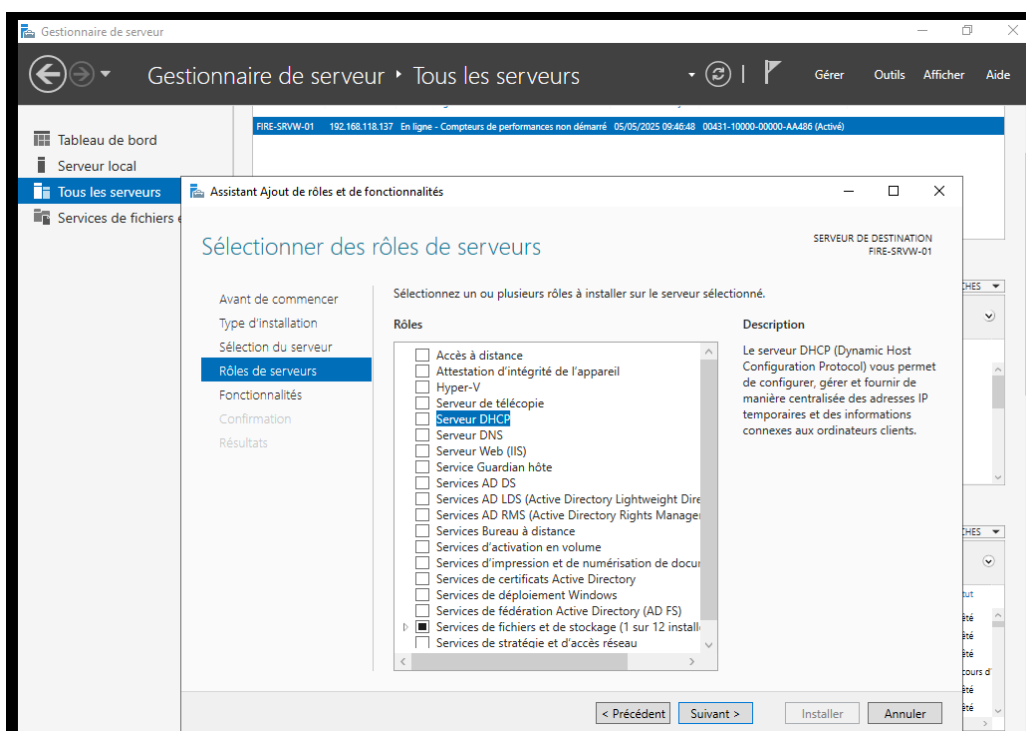 Gestionnaire de serveur
Gestionnaire de serveur ‣ Tous les serveurs
Gérer Outils Afficher Aide
Tableau de bord
Serveur local
Tous les serveurs
Services de fichiers e
FIRE-SRVW-01 192.168.118.137 En ligne - Compteurs de performances non démarré 05/05/2025 09:46:48 00431-10000-00000-AA486 (Activé)
Assistant Ajout de rôles et de fonctionnalités
Sélectionner des rôles de serveurs
SERVEUR DE DESTINATION
FIRE-SRVW-01
Avant de commencer
Type d'installation
Sélection du serveur
Rôles de serveurs
Fonctionnalités
Confirmation
Résultats
Sélectionnez un ou plusieurs rôles à installer sur le serveur sélectionné.
Rôles
Accès à distance
Attestation d'intégrité de l'appareil
Hyper-V
Serveur de télécopie
Serveur DHCP
Serveur DNS
Serveur Web (IIS)
Service Guardian hôte
Services AD DS
Services AD LDS (Active Directory Lightweight Dire
Services AD RMS (Active Directory Rights Manager
Services Bureau à distance
Services d'activation en volume
Services d'impression et de numérisation de docu
Services de certificats Active Directory
Services de déploiement Windows
Services de fédération Active Directory (AD FS)
Services de fichiers et de stockage (1 sur 12 install
Services de stratégie et d'accès réseau
Description
Le serveur DHCP (Dynamic Host
Configuration Protocol) vous permet
de configurer, gérer et fournir de
manière centralisée des adresses IP
temporaires et des informations
connexes aux ordinateurs clients.
CHES
CHES
tut
été
été
été
cours d'
été
été
< Précédent Suivant > Installer Annuler